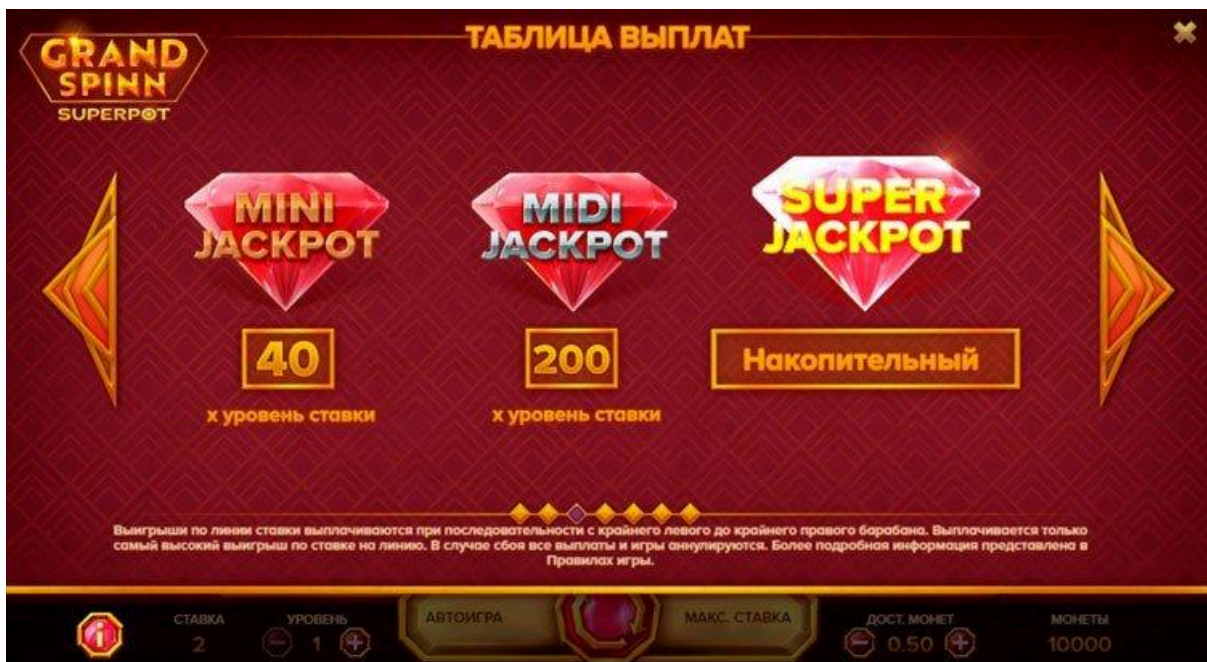 GRAND
SPINN
SUPERPOT
ТАБЛИЦА ВЫПЛАТ
MINI
JACKPOT
MIDI
JACKPOT
SUPER
JACKPOT
40
200
Накопительный
х уровень ставки
х уровень ставки
Выигрыши по линии ставки выплачиваются при последовательности с крайнего левого до крайнего правого барабана. Выплачивается только
самый высокий выигрыш по ставке на линию. В случае сбоя все выплаты и игры аннулируются. Более подробная информация представлена в
Правилах игры.
СТАВКА
2
УРОВЕНЬ
1
АВТОИГРА
МАКС. СТАВКА
ДОСТ. МОНЕТ
0.50
МОНЕТЫ
10000